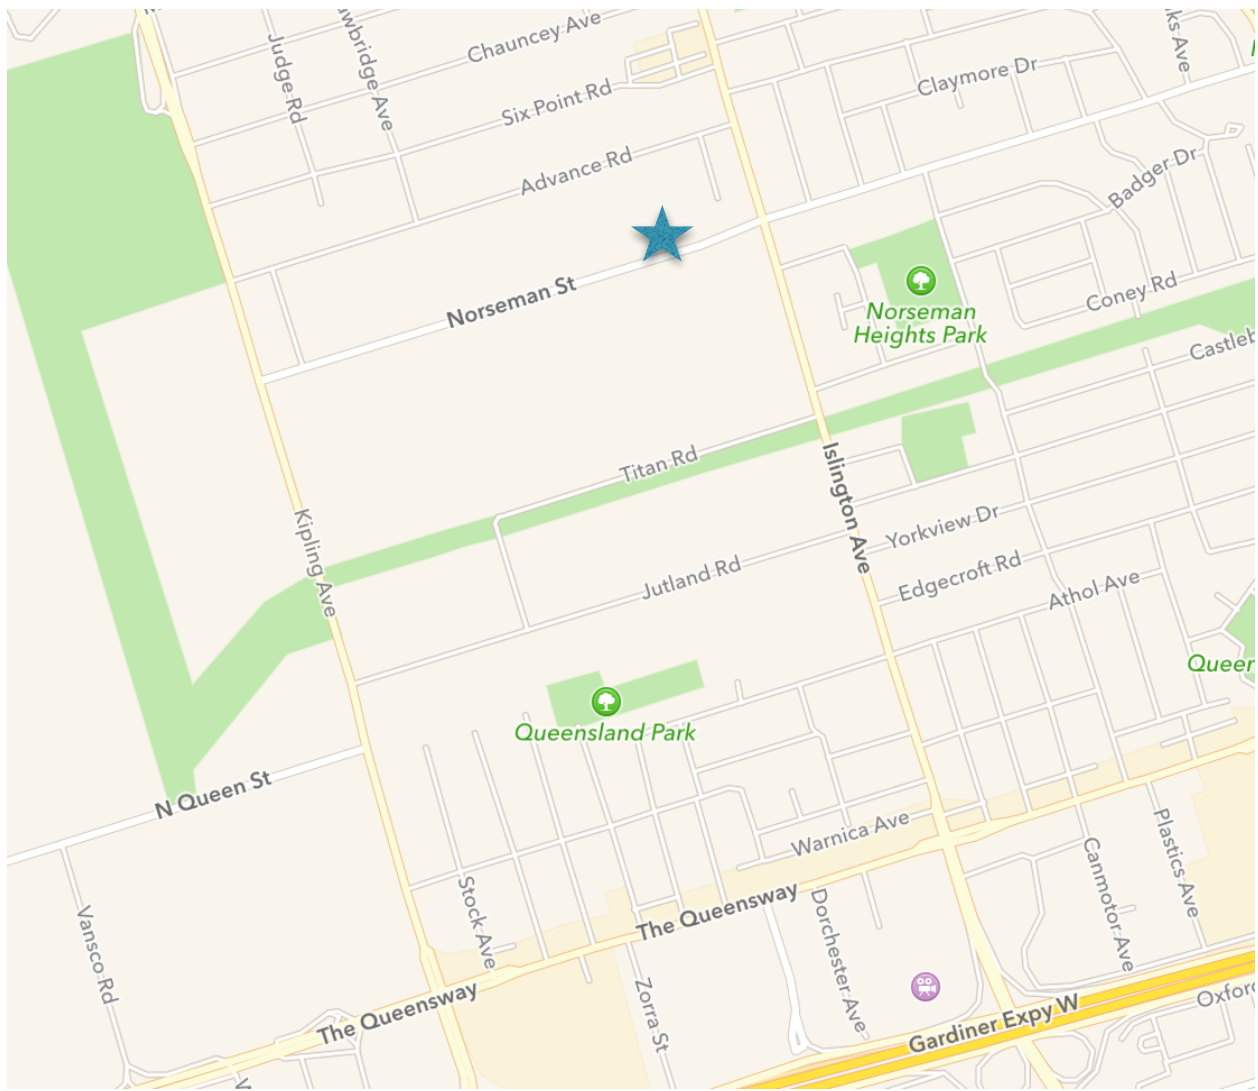 Chauncey Ave
Judge Rd
Claymore Dr
Six Point Rd
Advance Rd
Badger Dr
Norseman St
Coney Rd
Norseman
Heights Park
Titan Rd
Islington Ave
Kipling Ave
Yorkview Dr
Jutland Rd
Edgecroft Rd
Athol Ave
Queensland Park
N Queen St
Warnica Ave
Plastics Ave
Canmotor Ave
Stock Ave
The Queensway
Dorchester Ave
Vansco Rd
Zorra St
The Queensway
Gardiner Expy W